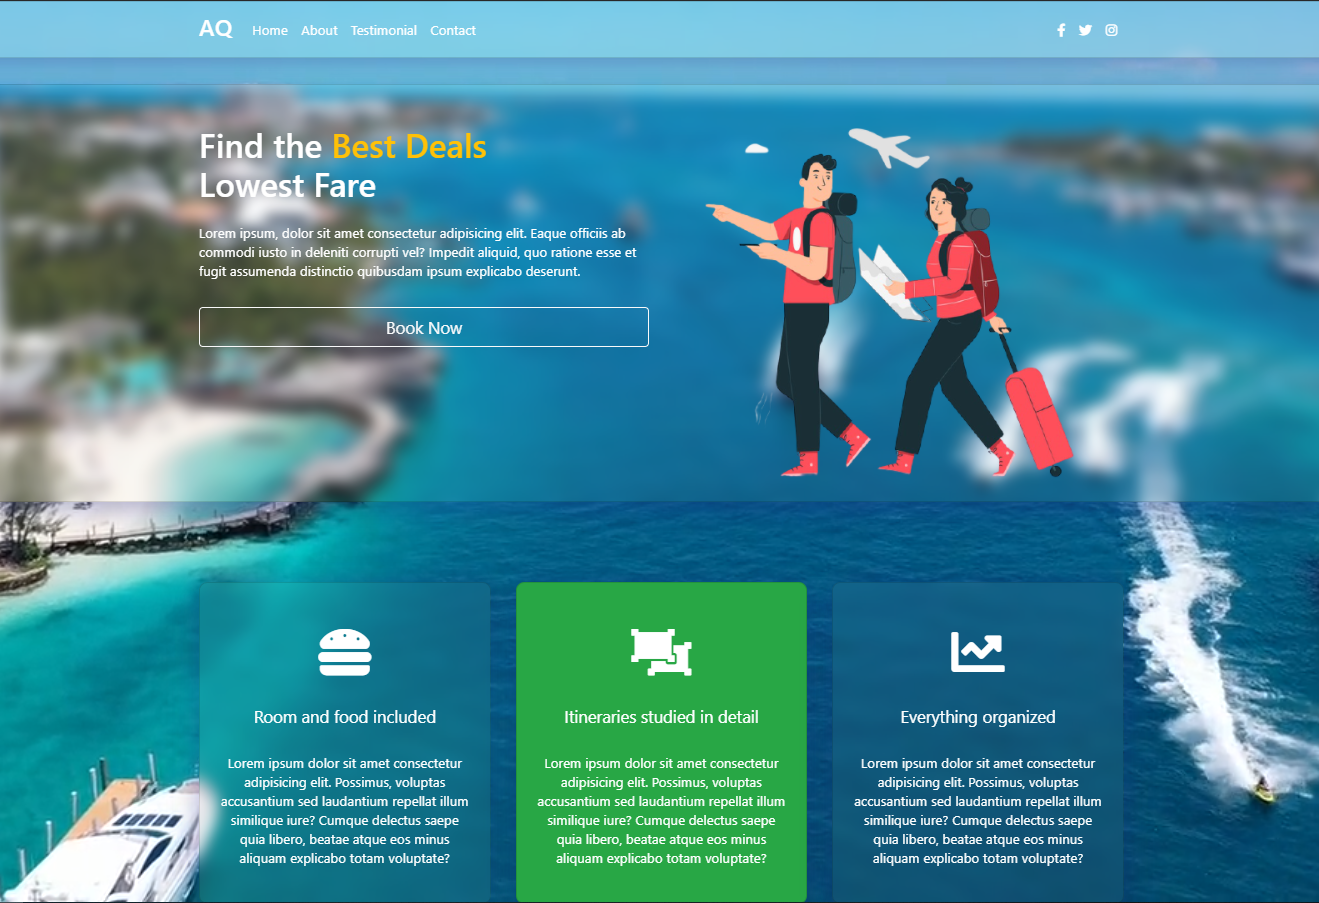 AQ Home About Testimonial Contact
Find the Best Deals
Lowest Fare
Lorem ipsum, dolor sit amet consectetur adipisicing elit. Eaque officiis ab
commodi iusto in deleniti corrupti vel? Impedit aliquid, quo ratione esse et
fugit assumenda distinctio quibusdam ipsum explicabo deserunt.
Book Now
Room and food included
Lorem ipsum dolor sit amet consectetur
adipisicing elit. Possimus, voluptas
accusantium sed laudantium repellat illum
similique iure? Cumque delectus saepe
quia libero, beatae atque eos minus
aliquam explicabo totam voluptate?
Itineraries studied in detail
Lorem ipsum dolor sit amet consectetur
adipisicing elit. Possimus, voluptas
accusantium sed laudantium repellat illum
similique iure? Cumque delectus saepe
quia libero, beatae atque eos minus
aliquam explicabo totam voluptate?
Everything organized
Lorem ipsum dolor sit amet consectetur
adipisicing elit. Possimus, voluptas
accusantium sed laudantium repellat illum
similique iure? Cumque delectus saepe
quia libero, beatae atque eos minus
aliquam explicabo totam voluptate?